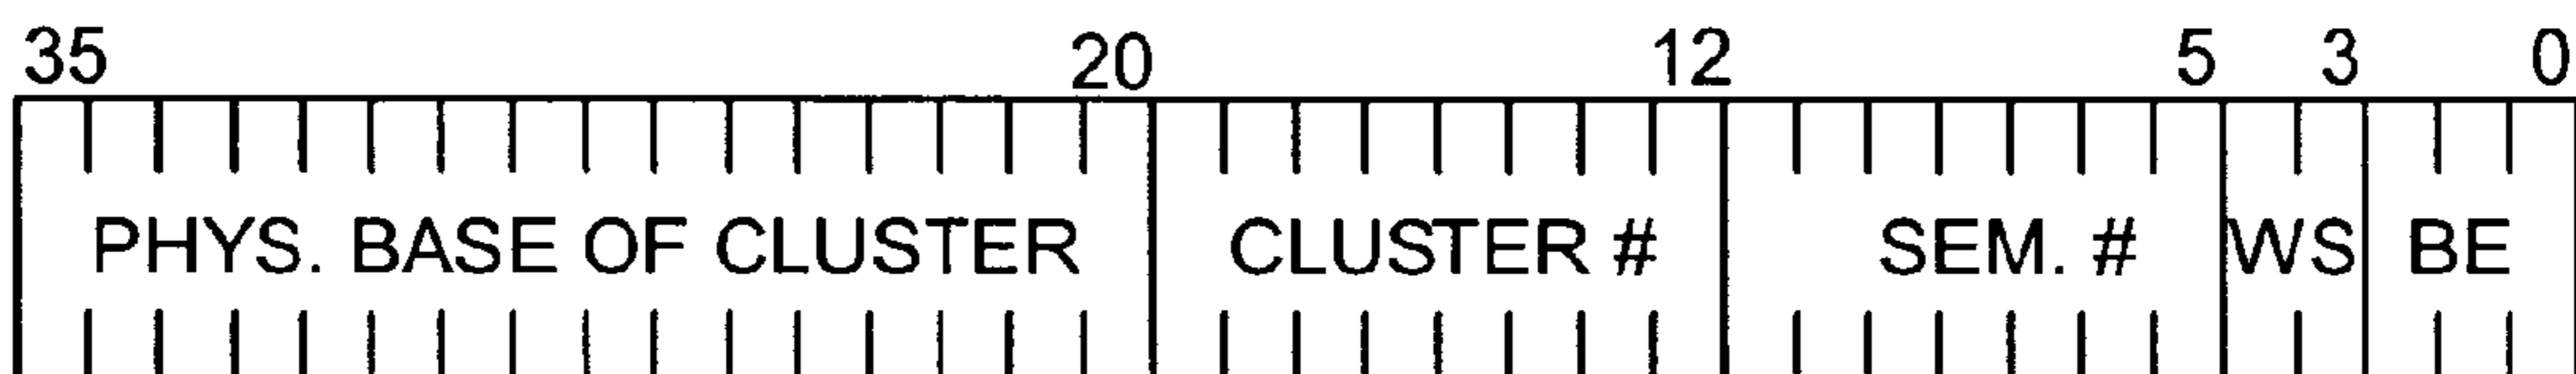 35 20 12 5 3 0
PHYS. BASE OF CLUSTER CLUSTER # SEM. # WS BE